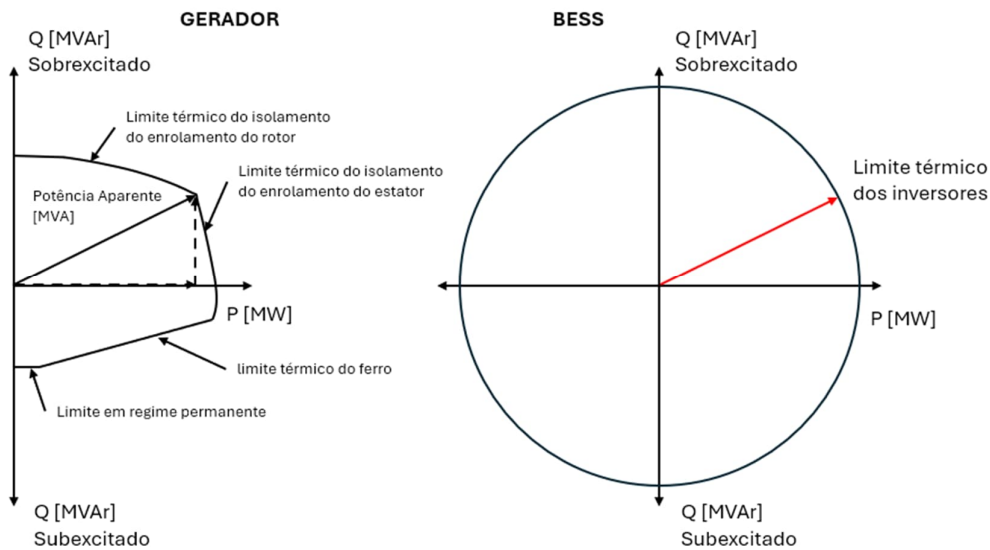 GERADOR
Q [MVAr]
Sobrexcitado
Limite térmico do isolamento
do enrolamento do rotor
Limite térmico do isolamento
do enrolamento do estator
Potência Aparente
[MVA]
P [MW]
limite térmico do ferro
Limite em regime permanente
Q [MVAr]
Subexcitado
BESS
Q [MVAr]
Sobrexcitado
Limite térmico
dos inversores
P [MW]
Q [MVAr]
Subexcitado